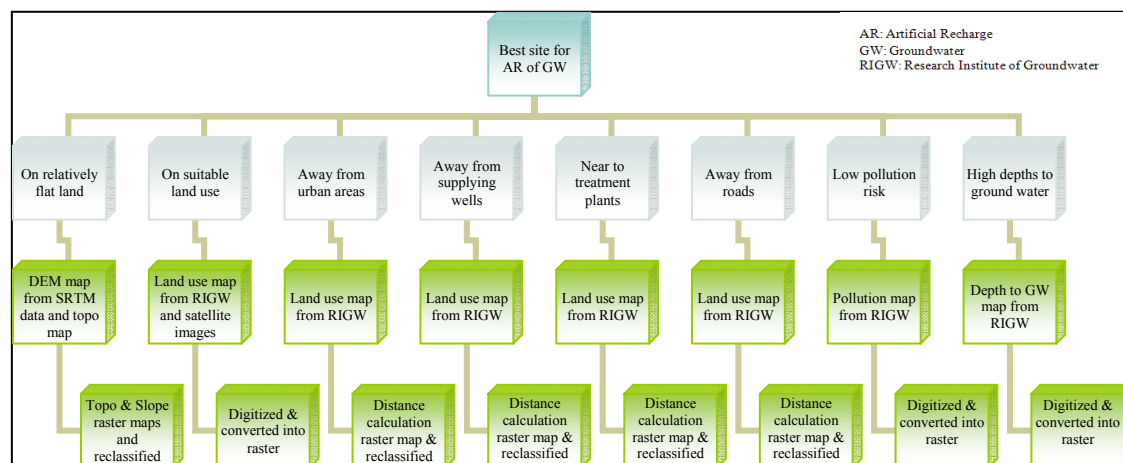 Best site for
AR of GW
AR: Artificial Recharge
GW: Groundwater
RIGW: Research Institute of Groundwater
On relatively
flat land
On suitable
land use
Away from
urban areas
Away from
supplying
wells
Near to
treatment
plants
Away from
roads
Low pollution
risk
High depths to
ground water
DEM map
from SRTM
data and topo
map
Land use map
from RIGW
and satellite
images
Land use map
from RIGW
Land use map
from RIGW
Land use map
from RIGW
Land use map
from RIGW
Pollution map
from RIGW
Depth to GW
map from
RIGW
Topo & Slope
raster maps
and
reclassified
Digitized &
converted into
raster
Distance
calculation
raster map &
reclassified
Distance
calculation
raster map &
reclassified
Distance
calculation
raster map &
reclassified
Distance
calculation
raster map &
reclassified
Digitized &
converted into
raster
Digitized &
converted into
raster